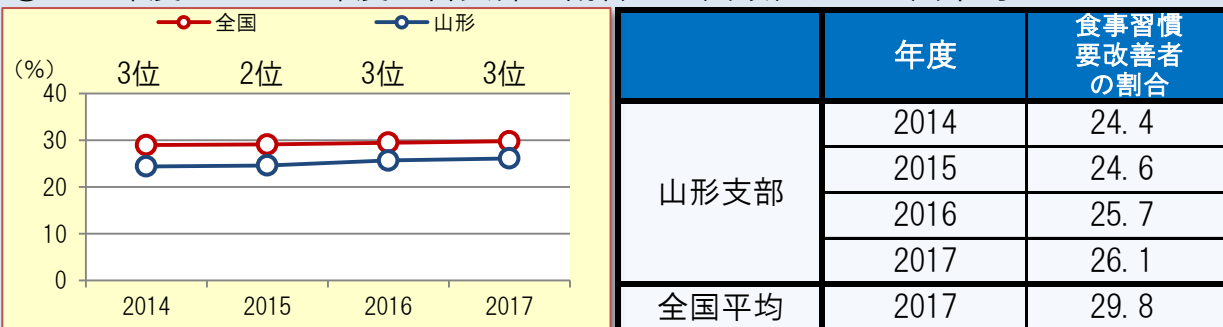 全国 山形
(%)
3位 2位 3位 3位
40
30
20
10
0
2014 2015 2016 2017
年度 食事習慣
要改善者
の割合
山形支部
2014 24.4
2015 24.6
2016 25.7
2017 26.1
全国平均 2017 29.8